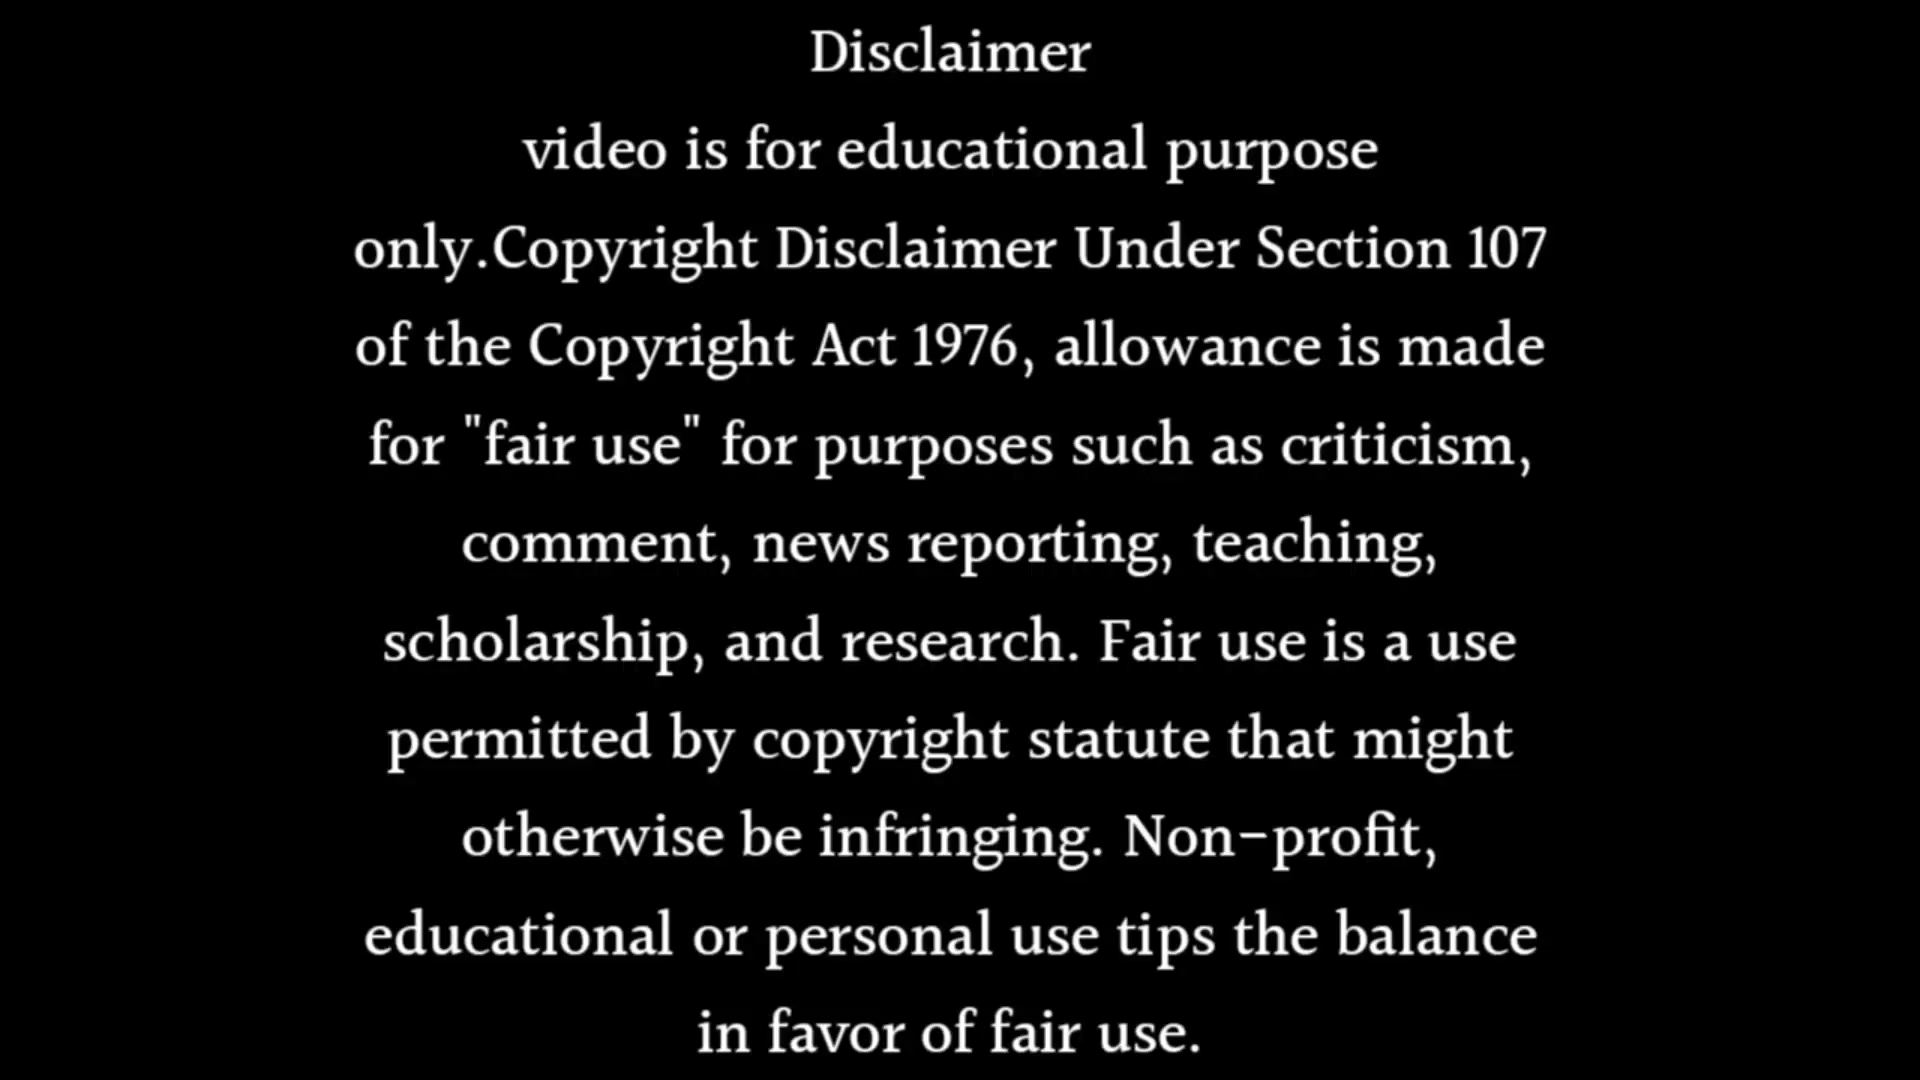 Disclaimer
video is for educational purpose
only.Copyright Disclaimer Under Section 107
of the Copyright Act 1976, allowance is made
for "fair use" for purposes such as criticism,
comment, news reporting, teaching,
scholarship, and research. Fair use is a use
permitted by copyright statute that might
otherwise be infringing. Non-profit,
educational or personal use tips the balance
in favor of fair use.